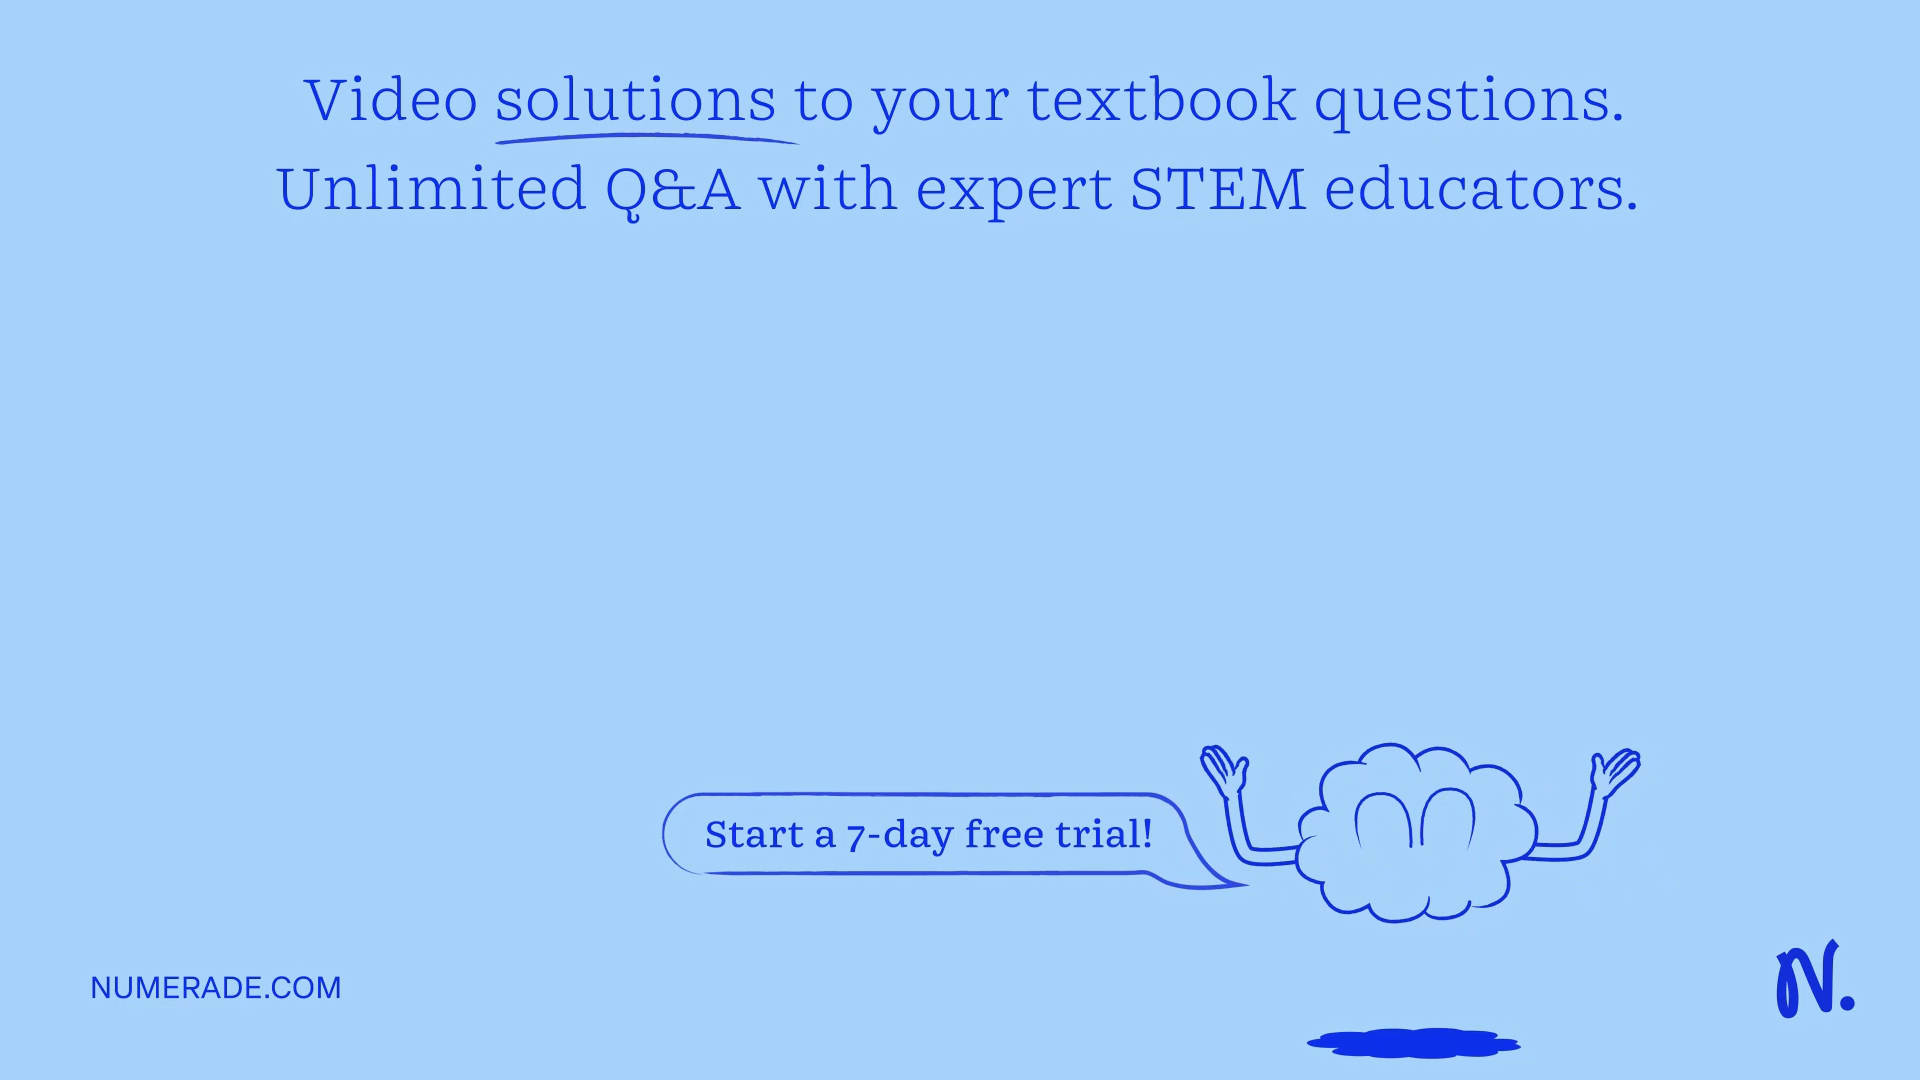 Video solutions to your textbook questions.
Unlimited Q&A with expert STEM educators.
Start a 7-day free trial!
NUMERADE.COM
N.